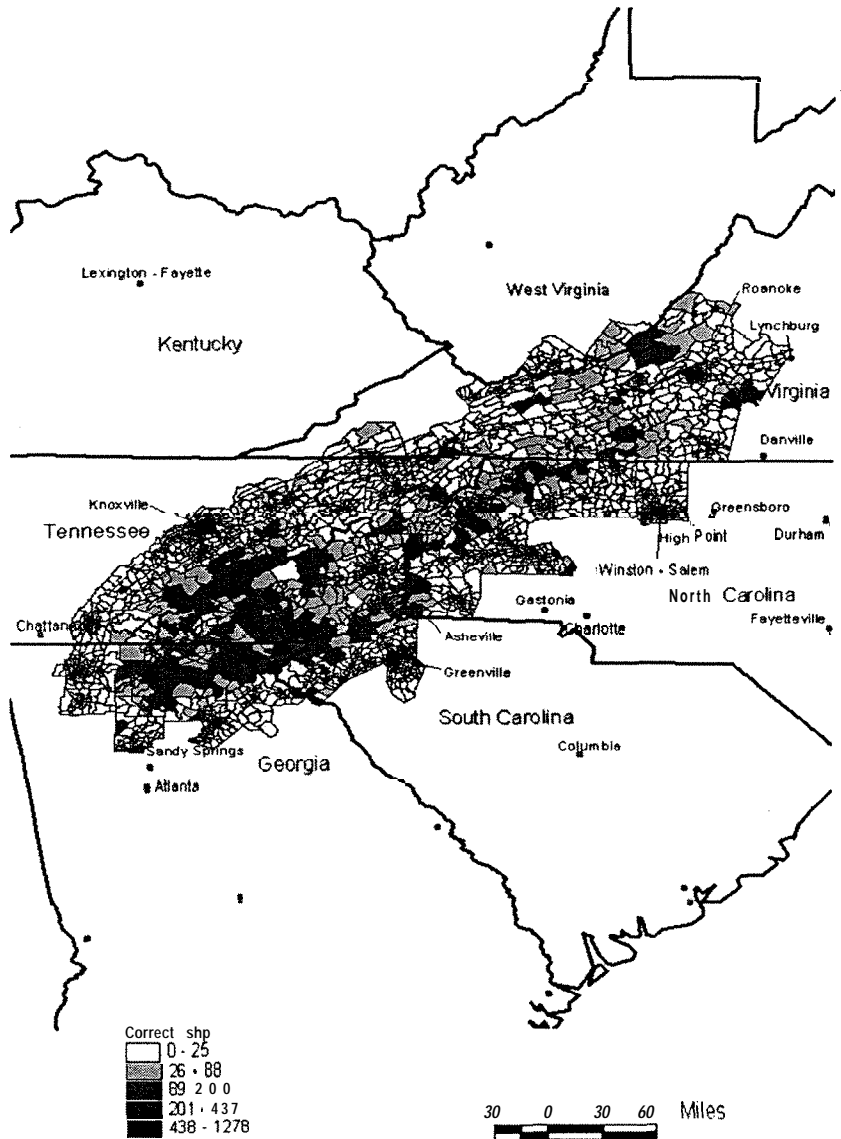 Lexington - Fayette
West Virginia
Roanoke
Lynchburg
Kentucky
Virginia
Danville
Knoxville
Tennessee
Greensboro
High Point
Durham
Winston - Salem
North Carolina
Gastonia
Charlotte
Fayetteville
Asheville
Greenville
South Carolina
Columbia
Sandy Springs
Georgia
Atlanta
Correct shp
0 - 25
26 - 88
89 200
201 - 437
438 - 1278
30 0 30 60 Miles